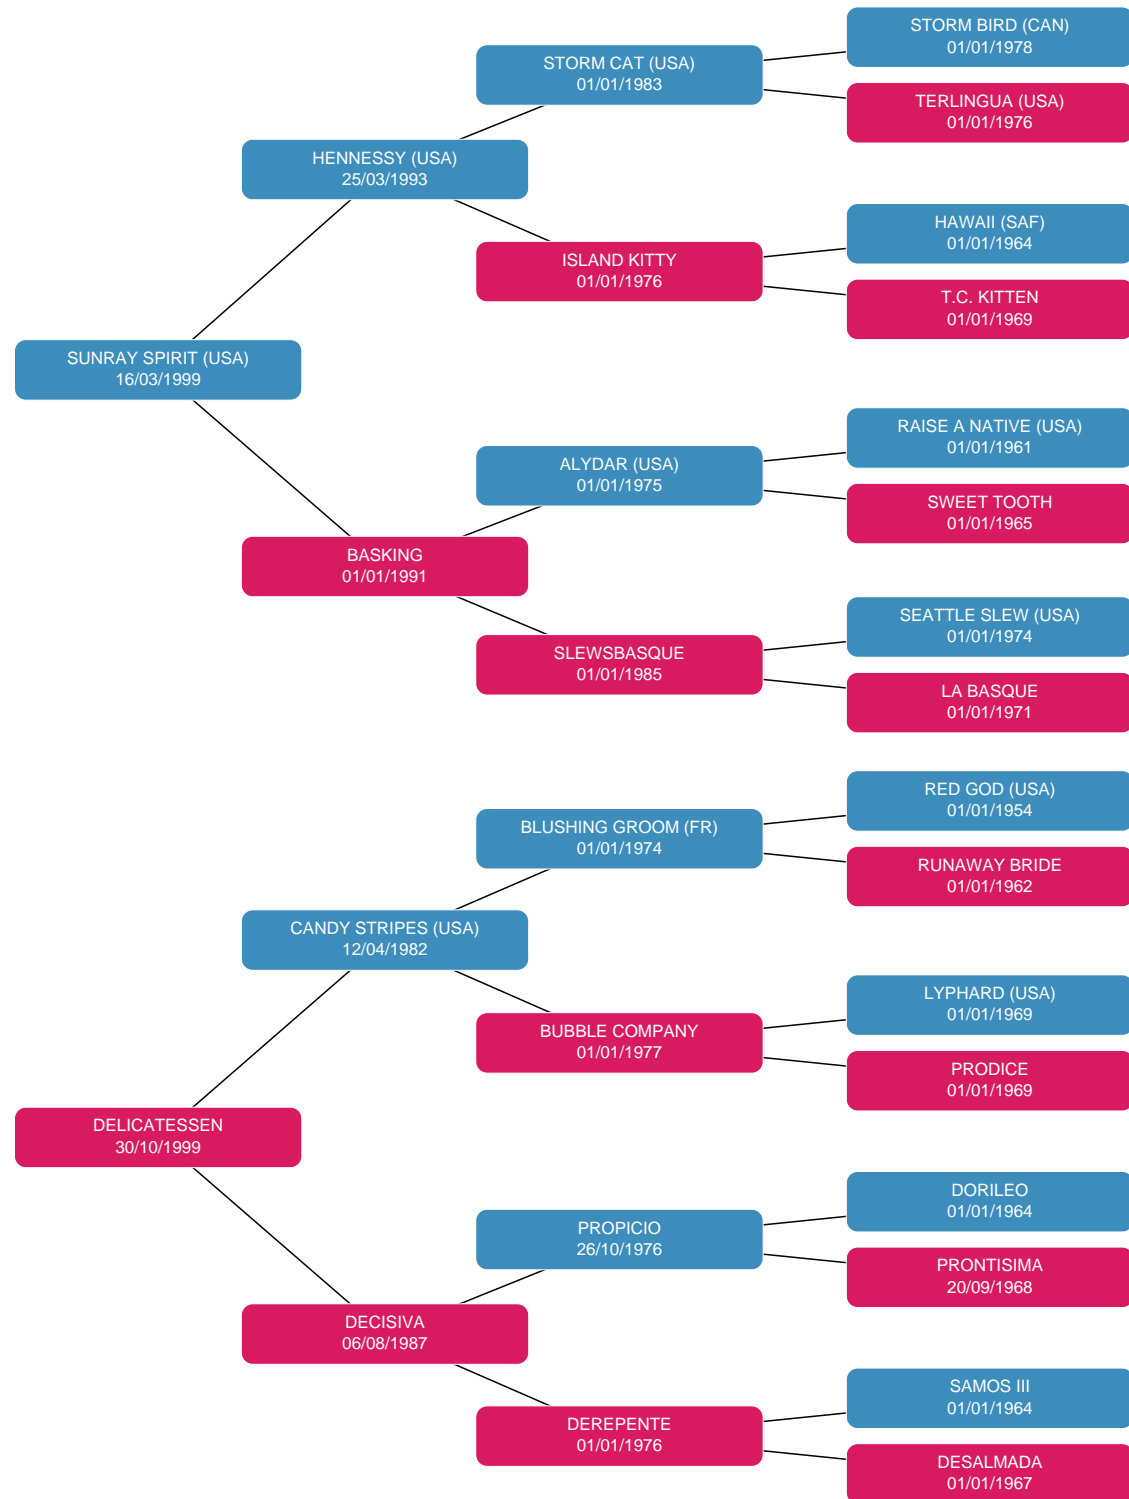 STORM BIRD (CAN)
01/01/1978
STORM CAT (USA)
01/01/1983
TERLINGUA (USA)
01/01/1976
HENNESSY (USA)
25/03/1993
HAWAII (SAF)
01/01/1964
ISLAND KITTY
01/01/1976
T.C. KITTEN
01/01/1969
SUNRAY SPIRIT (USA)
16/03/1999
RAISE A NATIVE (USA)
01/01/1961
ALYDAR (USA)
01/01/1975
SWEET TOOTH
01/01/1965
BASKING
01/01/1991
SEATTLE SLEW (USA)
01/01/1974
SLEWSBASQUE
01/01/1985
LA BASQUE
01/01/1971
RED GOD (USA)
01/01/1954
BLUSHING GROOM (FR)
01/01/1974
RUNAWAY BRIDE
01/01/1962
CANDY STRIPES (USA)
12/04/1982
LYPHARD (USA)
01/01/1969
BUBBLE COMPANY
01/01/1977
PRODICE
01/01/1969
DELICATESSEN
30/10/1999
DORILEO
01/01/1964
PROPICIO
26/10/1976
PRONTISIMA
20/09/1968
DECISIVA
06/08/1987
SAMOS III
01/01/1964
DEREPENTE
01/01/1976
DESALMADA
01/01/1967